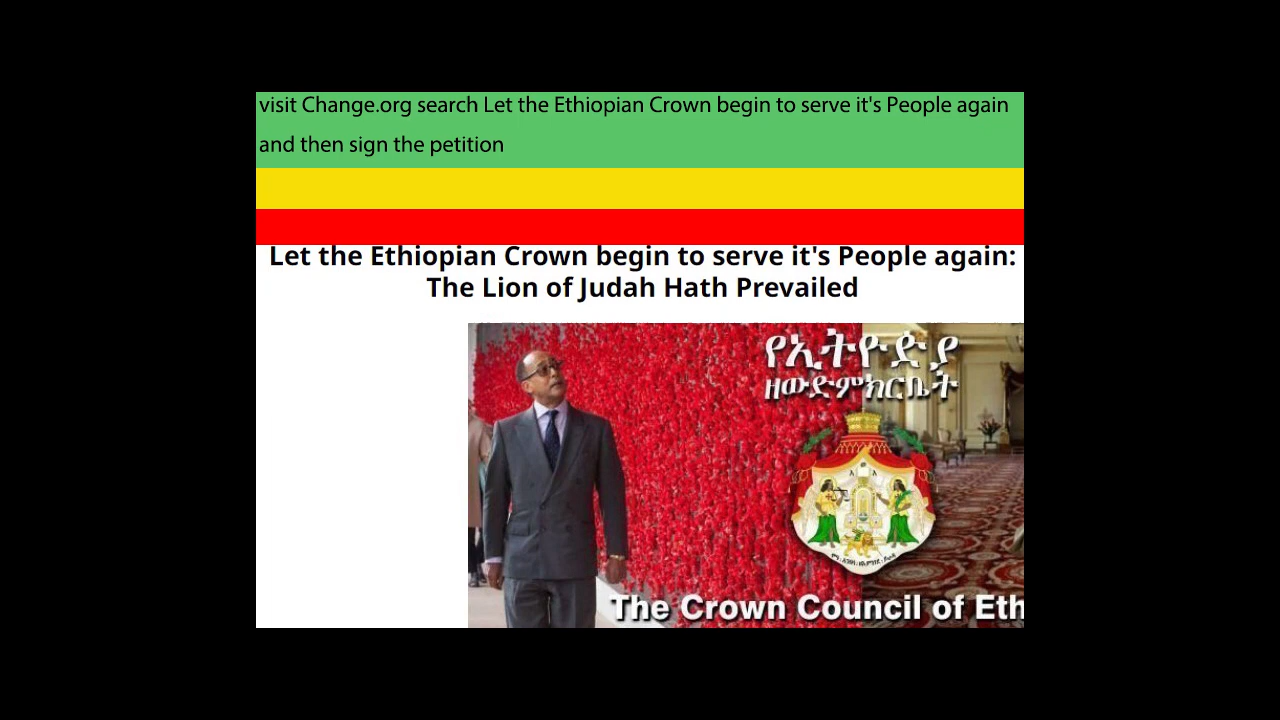 visit Change.org search Let the Ethiopian Crown begin to serve it's People again
and then sign the petition
Let the Ethiopian Crown begin to serve it's People again:
The Lion of Judah Hath Prevailed
የኢትዮዽያ
ዘውድምክርቤት
The Crown Council of Eth